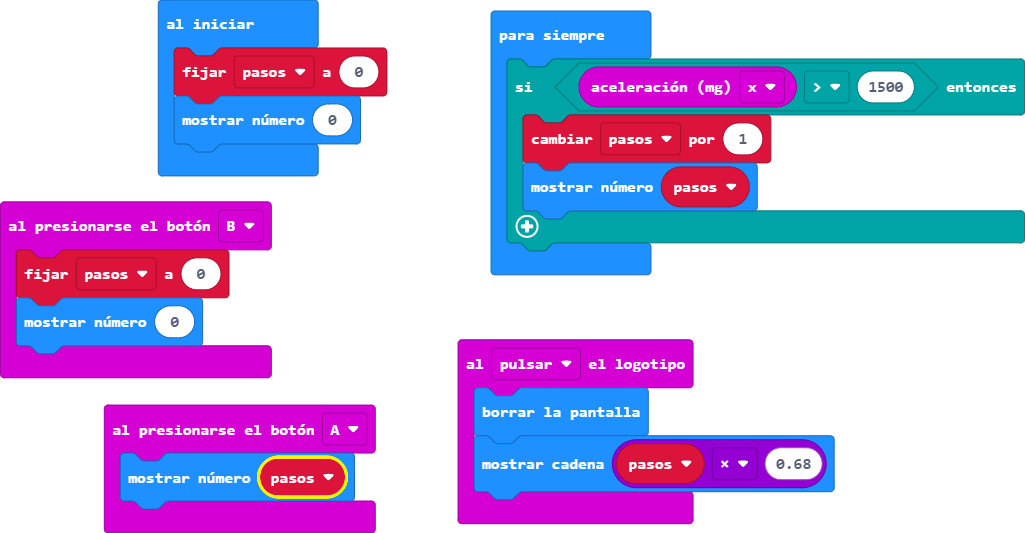 al iniciar
fijar pasos a 0
mostrar número 0
para siempre
si aceleración (mg) x > 1500 entonces
cambiar pasos por 1
mostrar número pasos
al presionarse el botón B
fijar pasos a 0
mostrar número 0
al presionarse el botón A
mostrar número pasos
al pulsar el logotipo
borrar la pantalla
mostrar cadena pasos × 0.68